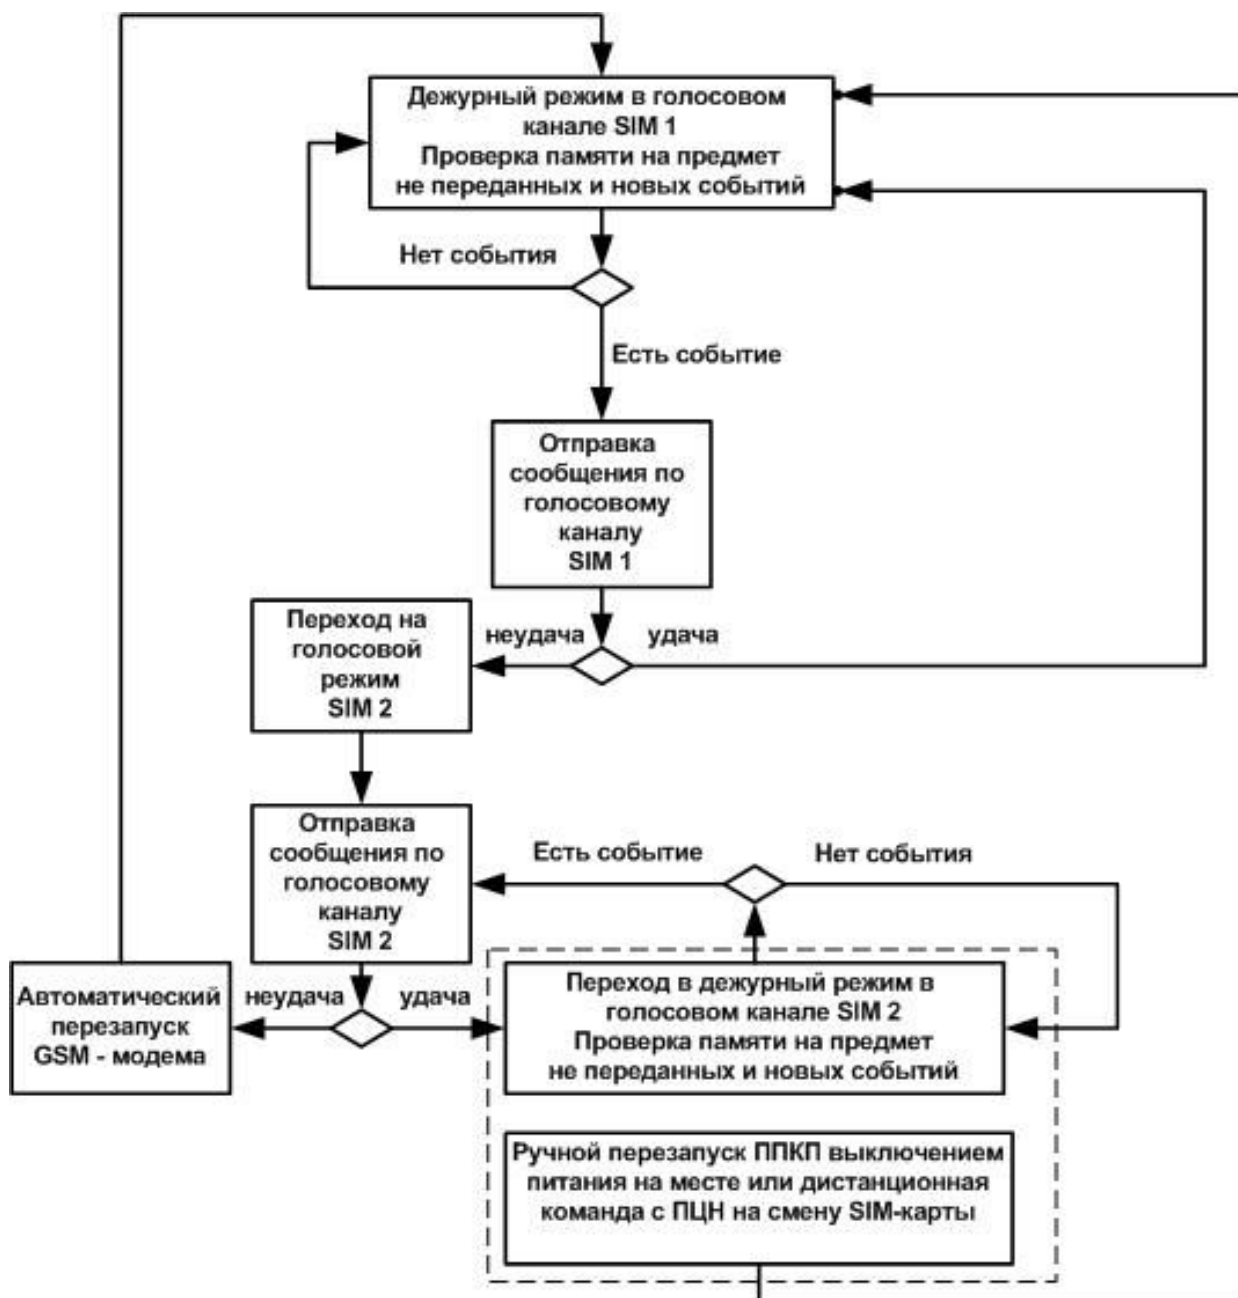 Дежурный режим в голосовом
канале SIM 1
Проверка памяти на предмет
не переданных и новых событий
Нет события
Есть событие
Отправка
сообщения по
голосовому
каналу
SIM 1
неудача
удача
Переход на
голосовой
режим
SIM 2
Отправка
сообщения по
голосовому
каналу
SIM 2
Есть событие
Нет события
неудача
удача
Автоматический
перезапуск
GSM - модема
Переход в дежурный режим в
голосовом канале SIM 2
Проверка памяти на предмет
не переданных и новых событий
Ручной перезапуск ППКП выключением
питания на месте или дистанционная
команда с ПЦН на смену SIM-карты